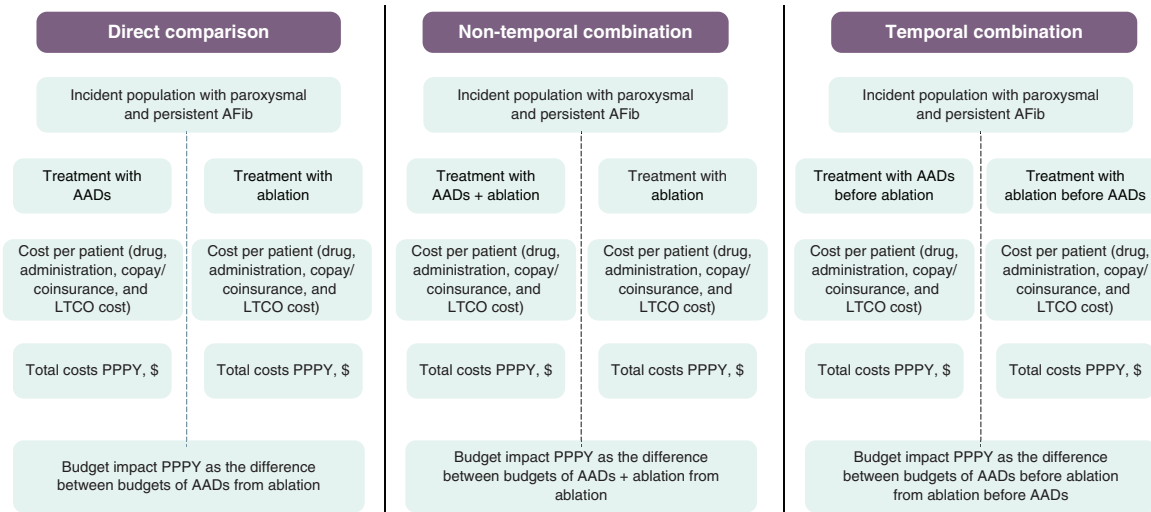 Direct comparison
Incident population with paroxysmal
and persistent AFib
Treatment with
AADs
Treatment with
ablation
Cost per patient (drug,
administration, copay/
coinsurance, and
LTCO cost)
Cost per patient (drug,
administration, copay/
coinsurance, and
LTCO cost)
Total costs PPPY, $
Total costs PPPY, $
Budget impact PPPY as the difference
between budgets of AADs from ablation
Non-temporal combination
Incident population with paroxysmal
and persistent AFib
Treatment with
AADs + ablation
Treatment with
ablation
Cost per patient (drug,
administration, copay/
coinsurance, and
LTCO cost)
Cost per patient (drug,
administration, copay/
coinsurance, and
LTCO cost)
Total costs PPPY, $
Total costs PPPY, $
Budget impact PPPY as the difference
between budgets of AADs + ablation from
ablation
Temporal combination
Incident population with paroxysmal
and persistent AFib
Treatment with AADs
before ablation
Treatment with
ablation before AADs
Cost per patient (drug,
administration, copay/
coinsurance, and
LTCO cost)
Cost per patient (drug,
administration, copay/
coinsurance, and
LTCO cost)
Total costs PPPY, $
Total costs PPPY, $
Budget impact PPPY as the difference
between budgets of AADs before ablation
from ablation before AADs